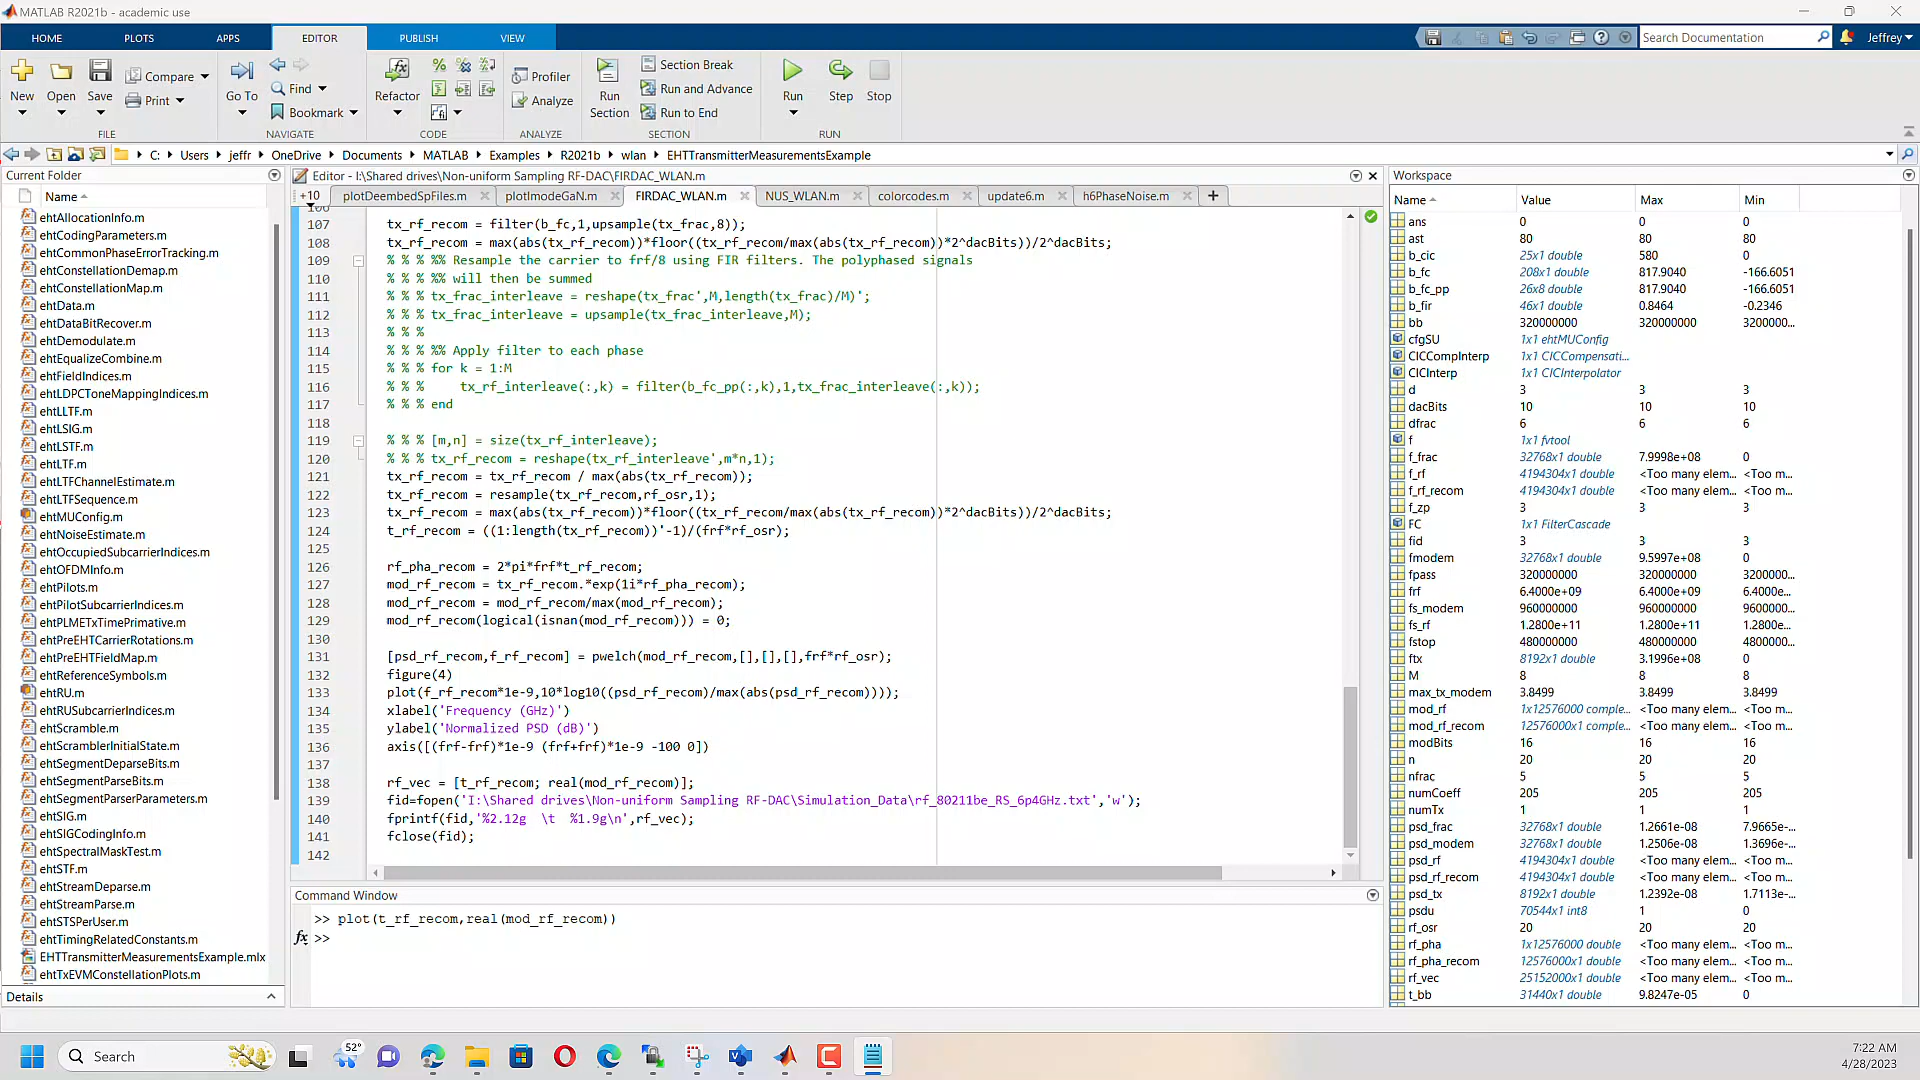 MATLAB R2021b - academic use
HOME PLOTS APPS EDITOR PUBLISH VIEW Search Documentation Jeffrey
New Open Save Compare Print Go To Find Bookmark Refactor Profiler Analyze Run Section Section Break Run and Advance Run to End Run Step Stop
FILE NAVIGATE CODE ANALYZE SECTION RUN
C: Users jeffr OneDrive Documents MATLAB Examples R2021b wlan EHTTransmitterMeasurementsExample
Current Folder
Name
ehtAllocationInfo.m
ehtCodingParameters.m
ehtCommonPhaseErrorTracking.m
ehtConstellationDemap.m
ehtConstellationMap.m
ehtData.m
ehtDataBitRecover.m
ehtDemodulate.m
ehtEqualizeCombine.m
ehtFieldIndices.m
ehtLDPCToneMappingIndices.m
ehtLLTF.m
ehtLSIG.m
ehtLSTF.m
ehtLTF.m
ehtLTFChannelEstimate.m
ehtLTFSequence.m
ehtMUConfig.m
ehtNoiseEstimate.m
ehtOccupiedSubcarrierIndices.m
ehtOFDMInfo.m
ehtPilots.m
ehtPilotSubcarrierIndices.m
ehtPLMETxTimePrimative.m
ehtPreEHTCarrierRotations.m
ehtPreEHTFieldMap.m
ehtReferenceSymbols.m
ehtRU.m
ehtRUSubcarrierIndices.m
ehtScramble.m
ehtScramblerInitialState.m
ehtSegmentDeparseBits.m
ehtSegmentParseBits.m
ehtSegmentParserParameters.m
ehtSIG.m
ehtSIGCodingInfo.m
ehtSpectralMaskTest.m
ehtSTF.m
ehtStreamDeparse.m
ehtStreamParse.m
ehtSTSPerUser.m
ehtTimingRelatedConstants.m
EHTTransmitterMeasurementsExample.mlx
ehtTxEVMConstellationPlots.m
Details
Editor - I:\Shared drives\Non-uniform Sampling RF-DAC\FIRDAC_WLAN.m
+10 plotDeembedSpFiles.m plotImodeGaN.m FIRDAC_WLAN.m NUS_WLAN.m colorcodes.m update6.m h6PhaseNoise.m
106
107 tx_rf_recom = filter(b_fc,1,upsample(tx_frac,8));
108 tx_rf_recom = max(abs(tx_rf_recom))*floor((tx_rf_recom/max(abs(tx_rf_recom))*2^dacBits))/2^dacBits;
109 % % % %% Resample the carrier to frf/8 using FIR filters. The polyphased signals
110 % % % %% will then be summed
111 % % % tx_frac_interleave = reshape(tx_frac',M,length(tx_frac)/M)';
112 % % % tx_frac_interleave = upsample(tx_frac_interleave,M);
113 % % %
114 % % % %% Apply filter to each phase
115 % % % for k = 1:M
116 % % % tx_rf_interleave(:,k) = filter(b_fc_pp(:,k),1,tx_frac_interleave(:,k));
117 % % % end
118
119 % % % [m,n] = size(tx_rf_interleave);
120 % % % tx_rf_recom = reshape(tx_rf_interleave',m*n,1);
121 tx_rf_recom = tx_rf_recom / max(abs(tx_rf_recom));
122 tx_rf_recom = resample(tx_rf_recom,rf_osr,1);
123 tx_rf_recom = max(abs(tx_rf_recom))*floor((tx_rf_recom/max(abs(tx_rf_recom))*2^dacBits))/2^dacBits;
124 t_rf_recom = ((1:length(tx_rf_recom))'-1)/(frf*rf_osr);
125
126 rf_pha_recom = 2*pi*frf*t_rf_recom;
127 mod_rf_recom = tx_rf_recom.*exp(1i*rf_pha_recom);
128 mod_rf_recom = mod_rf_recom/max(mod_rf_recom);
129 mod_rf_recom(logical(isnan(mod_rf_recom))) = 0;
130
131 [psd_rf_recom,f_rf_recom] = pwelch(mod_rf_recom,[],[],[],frf*rf_osr);
132 figure(4)
133 plot(f_rf_recom*1e-9,10*log10((psd_rf_recom)/max(abs(psd_rf_recom))));
134 xlabel('Frequency (GHz)')
135 ylabel('Normalized PSD (dB)')
136 axis([(frf-frf)*1e-9 (frf+frf)*1e-9 -100 0])
137
138 rf_vec = [t_rf_recom; real(mod_rf_recom)];
139 fid=fopen('I:\Shared drives\Non-uniform Sampling RF-DAC\Simulation_Data\rf_80211be_RS_6p4GHz.txt','w');
140 fprintf(fid,'%2.12g \t %1.9g\n',rf_vec);
141 fclose(fid);
142
Command Window
>> plot(t_rf_recom,real(mod_rf_recom))
fx >>
Workspace
Name Value Max Min
ans 0 0 0
ast 80 80 80
b_cic 25x1 double 580 0
b_fc 208x1 double 817.9040 -166.6051
b_fc_pp 26x8 double 817.9040 -166.6051
b_fir 46x1 double 0.8464 -0.2346
bb 320000000 320000000 3200000...
cfgSU 1x1 ehtMUConfig
CICCompInterp 1x1 CICCompensati...
CICInterp 1x1 CICInterpolator
d 3 3 3
dacBits 10 10 10
dfrac 6 6 6
f 1x1 fvtool
f_frac 32768x1 double 7.9998e+08 0
f_rf 4194304x1 double <Too many elem... <Too m...
f_rf_recom 4194304x1 double <Too many elem... <Too m...
f_zp 3 3 3
FC 1x1 FilterCascade
fid 3 3 3
fmodem 32768x1 double 9.5997e+08 0
fpass 320000000 320000000 3200000...
frf 6.4000e+09 6.4000e+09 6.4000e...
fs_modem 960000000 960000000 9600000...
fs_rf 1.2800e+11 1.2800e+11 1.2800e...
fstop 480000000 480000000 4800000...
ftx 8192x1 double 3.1996e+08 0
M 8 8 8
max_tx_modem 3.8499 3.8499 3.8499
mod_rf 1x12576000 comple... <Too many elem... <Too m...
mod_rf_recom 12576000x1 comple... <Too many elem... <Too m...
modBits 16 16 16
n 20 20 20
nfrac 5 5 5
numCoeff 205 205 205
numTx 1 1 1
psd_frac 32768x1 double 1.2661e-08 7.9665e-...
psd_modem 32768x1 double 1.2506e-08 1.3696e-...
psd_rf 4194304x1 double <Too many elem... <Too m...
psd_rf_recom 4194304x1 double <Too many elem... <Too m...
psd_tx 8192x1 double 1.2392e-08 1.7113e-...
psdu 70544x1 int8 1 0
rf_osr 20 20 20
rf_pha 1x12576000 double <Too many elem... <Too m...
rf_pha_recom 12576000x1 double <Too many elem... <Too m...
rf_vec 25152000x1 double <Too many elem... <Too m...
t_bb 31440x1 double 9.8247e-05 0
Search 52° 7:22 AM
4/28/2023